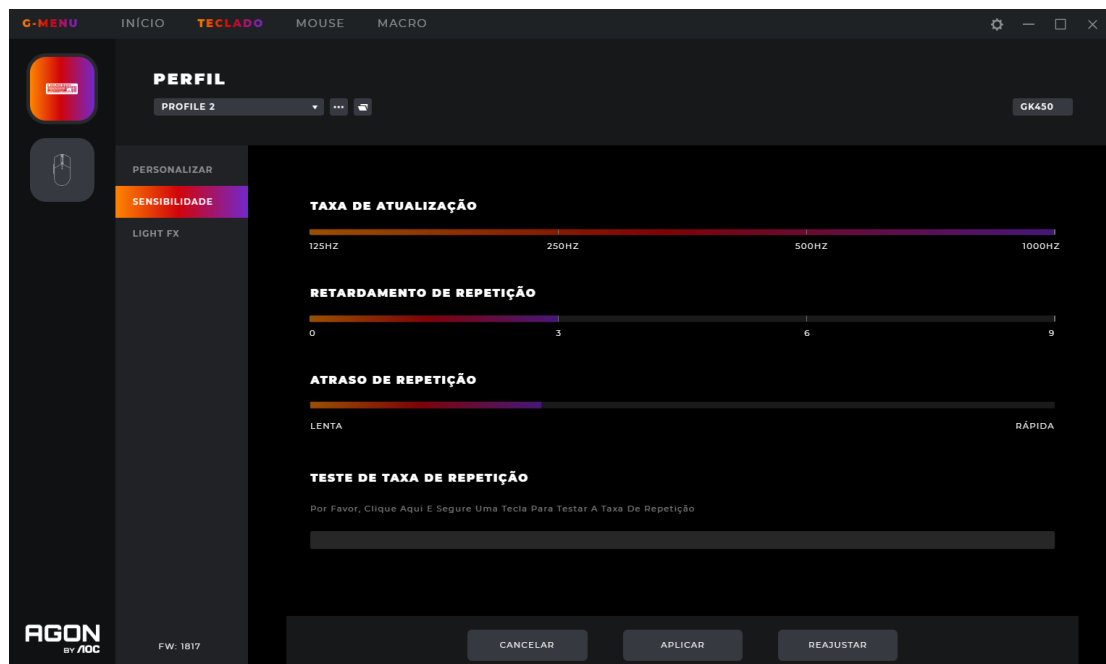 G-MENU INÍCIO TECLADO MOUSE MACRO
PERFIL
PROFILE 2
GK450
PERSONALIZAR
SENSIBILIDADE
LIGHT FX
TAXA DE ATUALIZAÇÃO
125HZ 250HZ 500HZ 1000HZ
RETARDAMENTO DE REPETIÇÃO
0 3 6 9
ATRASO DE REPETIÇÃO
LENTA RÁPIDA
TESTE DE TAXA DE REPETIÇÃO
Por Favor, Clique Aqui E Segure Uma Tecla Para Testar A Taxa De Repetição
AGON
BY AOC
FW: 1817
CANCELAR APLICAR REAJUSTAR